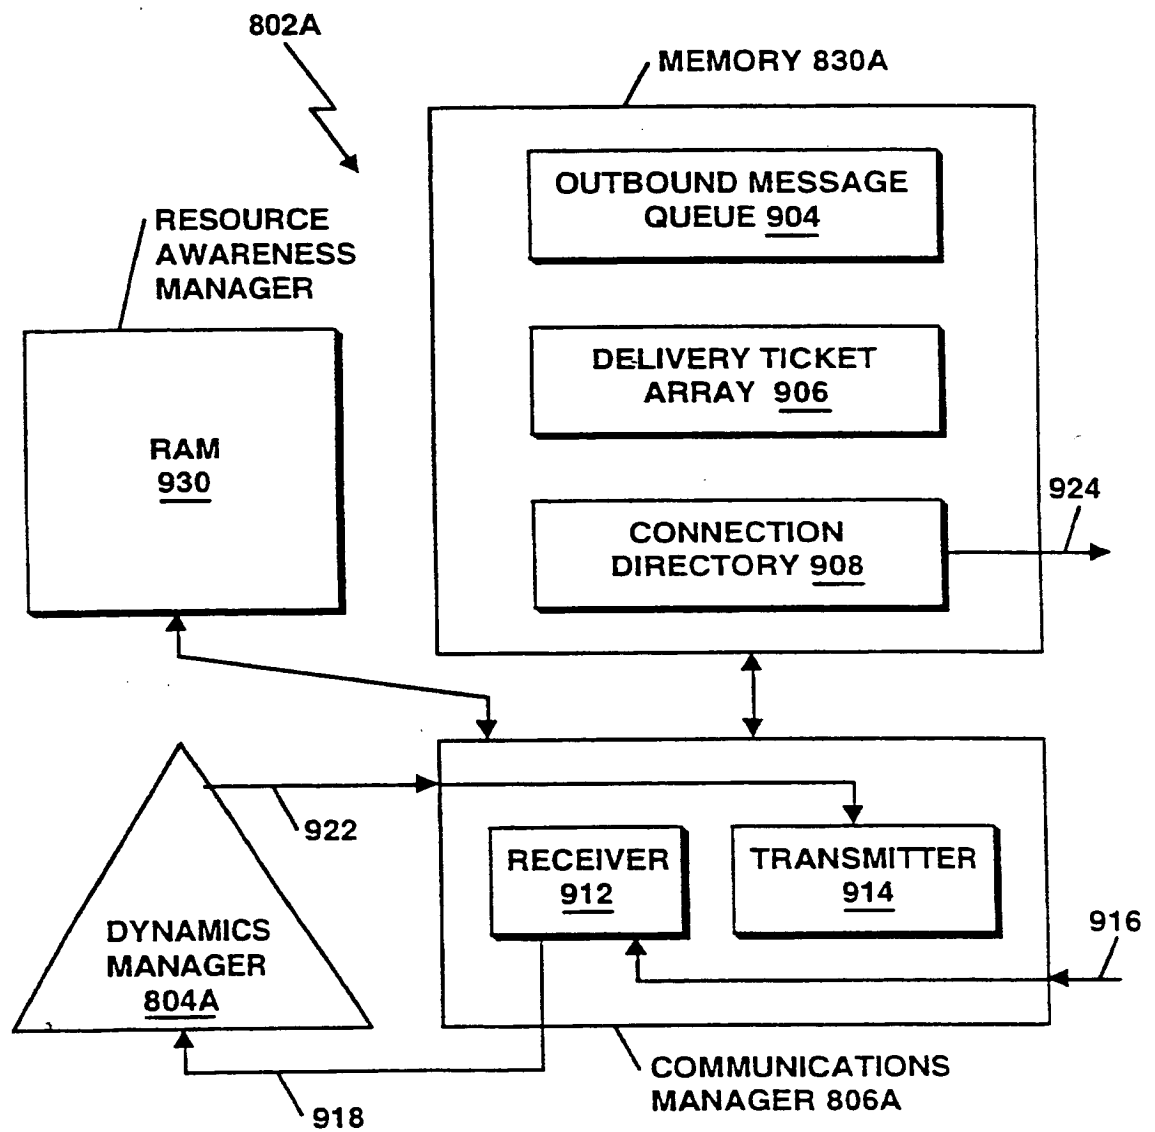 802A
MEMORY 830A
OUTBOUND MESSAGE
QUEUE 904
RESOURCE
AWARENESS
MANAGER
DELIVERY TICKET
ARRAY 906
RAM
930
924
CONNECTION
DIRECTORY 908
922
RECEIVER
912
TRANSMITTER
914
916
DYNAMICS
MANAGER
804A
COMMUNICATIONS
MANAGER 806A
918